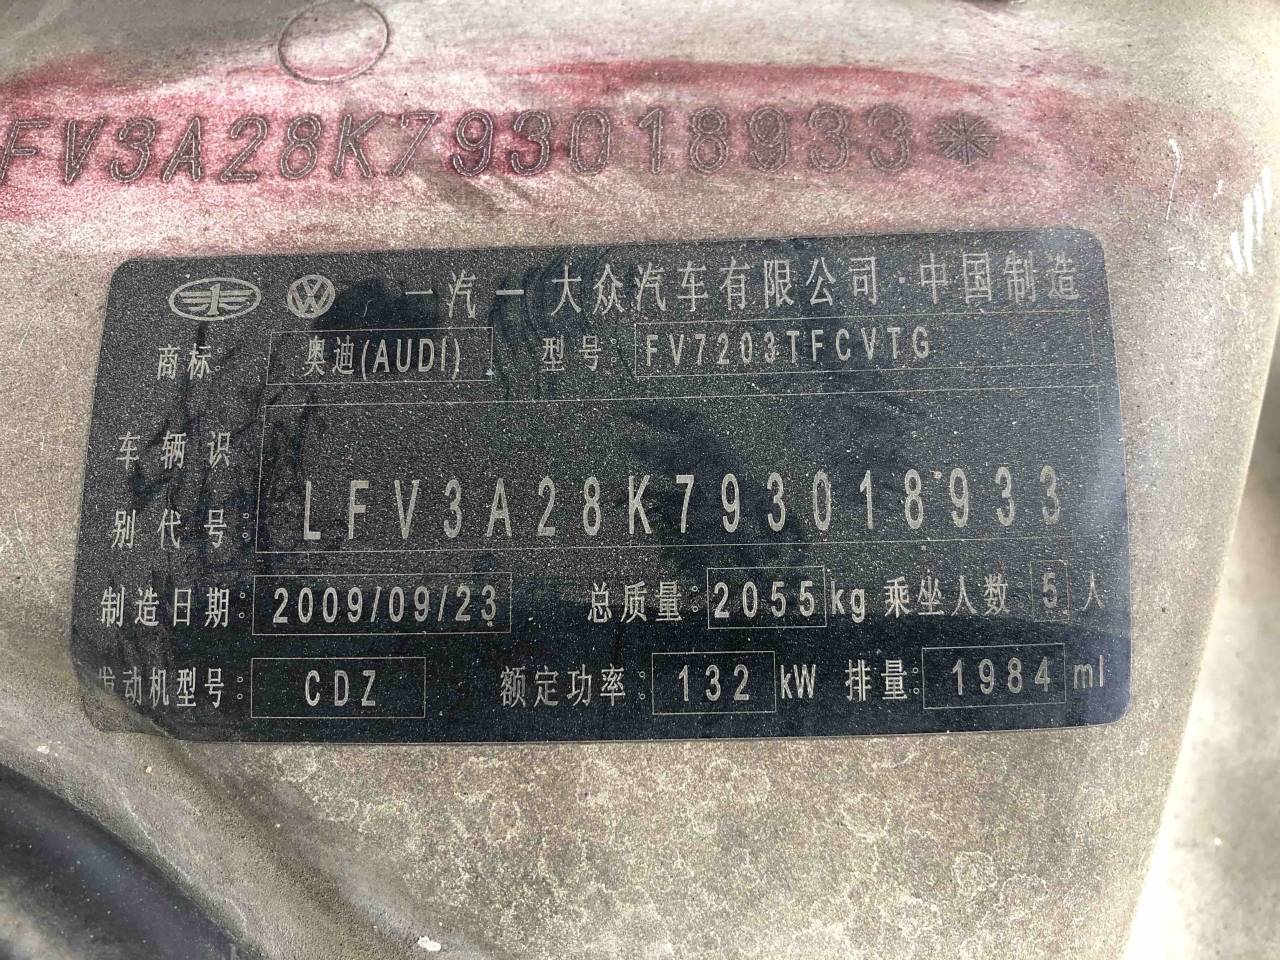 FV3A28K793018933*
一汽一大众汽车有限公司·中国制造
商标: 奥迪(AUDI) 型号: FV7203TFCVTG
车辆识
别代号: LFV3A28K793018933
制造日期: 2009/09/23 总质量: 2055 kg 乘坐人数: 5 人
发动机型号: CDZ 额定功率: 132 kW 排量: 1984 ml